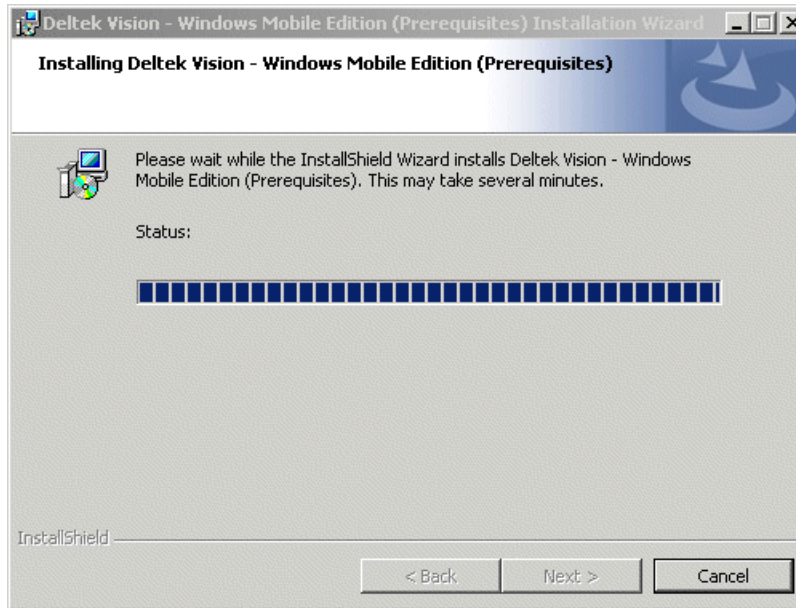 Deltek Vision - Windows Mobile Edition (Prerequisites) Installation Wizard
Installing Deltek Vision - Windows Mobile Edition (Prerequisites)
Please wait while the InstallShield Wizard installs Deltek Vision - Windows
Mobile Edition (Prerequisites). This may take several minutes.
Status:
InstallShield
< Back Next > Cancel